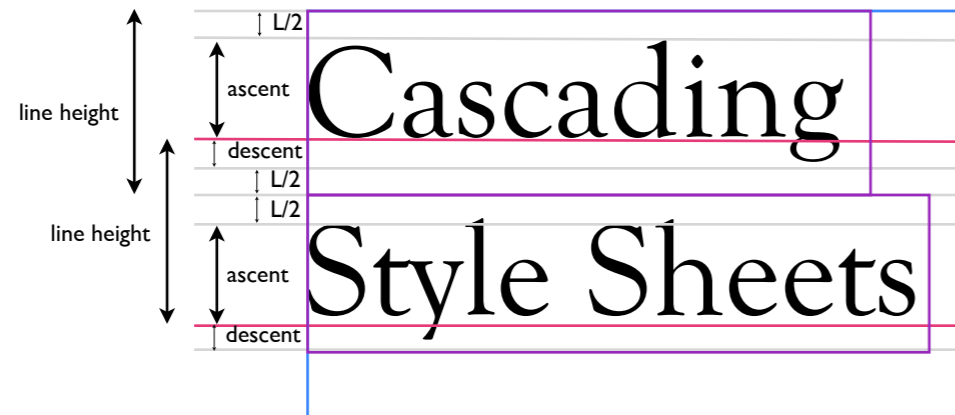 L/2
ascent
Cascading
line height
descent
L/2
L/2
line height
Style Sheets
ascent
descent